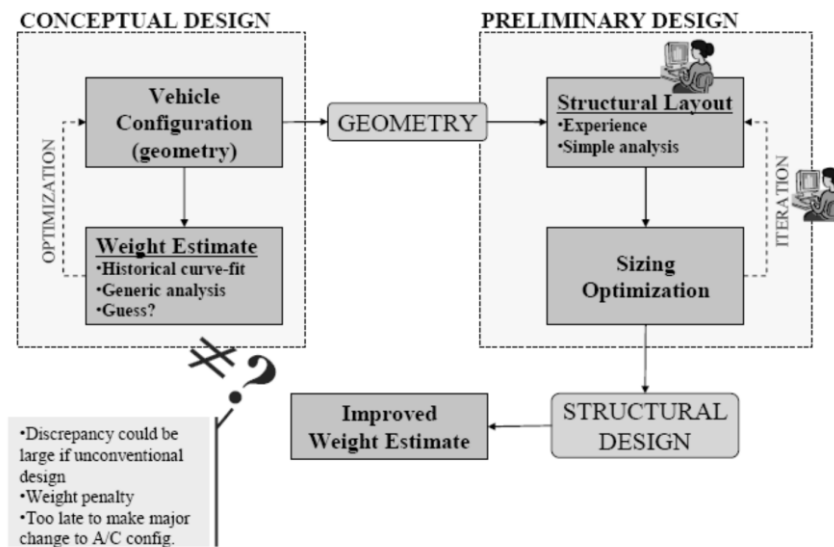 CONCEPTUAL DESIGN
Vehicle
Configuration
(geometry)
OPTIMIZATION
Weight Estimate
•Historical curve-fit
•Generic analysis
•Guess?
GEOMETRY
PRELIMINARY DESIGN
Structural Layout
•Experience
•Simple analysis
ITERATION
Sizing
Optimization
≠?
STRUCTURAL
DESIGN
Improved
Weight Estimate
•Discrepancy could be
large if unconventional
design
•Weight penalty
•Too late to make major
change to A/C config.